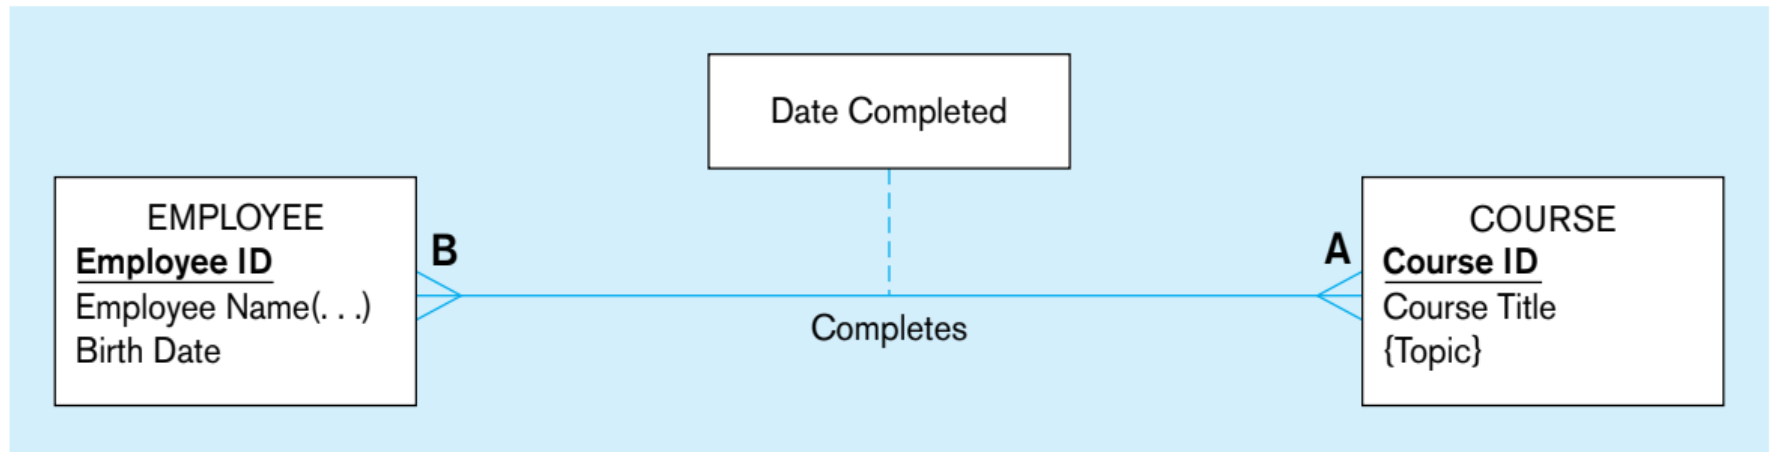 Date Completed
EMPLOYEE
Employee ID
Employee Name(. . .)
Birth Date
B
Completes
A
COURSE
Course ID
Course Title
{Topic}